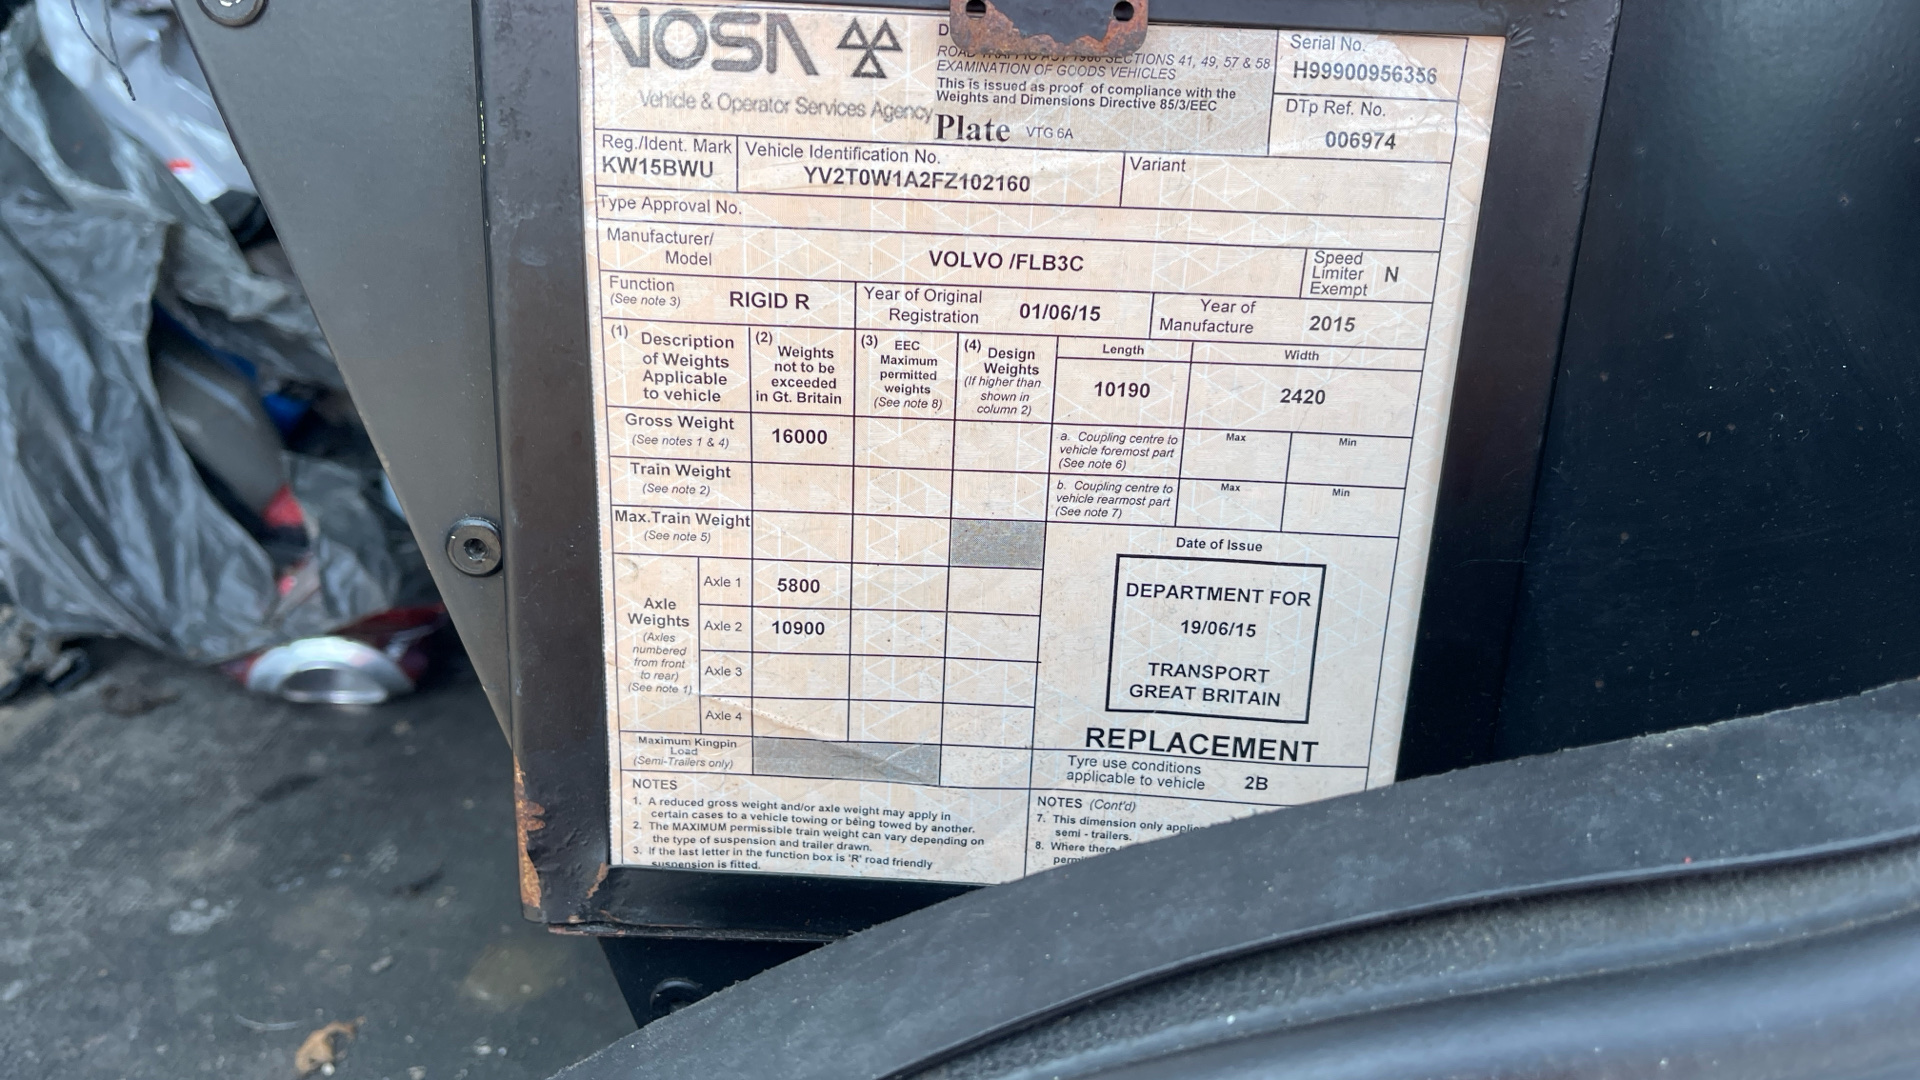 VOSA
Vehicle & Operator Services Agency
SECTIONS 41, 49, 57 & 58
EXAMINATION OF GOODS VEHICLES
This is issued as proof of compliance with the
Weights and Dimensions Directive 85/3/EEC
Plate VTG 6A
Serial No.
H99900956356
DTp Ref. No.
006974
Reg./Ident. Mark
KW15BWU
Vehicle Identification No.
YV2T0W1A2FZ102160
Variant
Type Approval No.
Manufacturer/
Model
VOLVO /FLB3C
Speed
Limiter
Exempt
N
Function
(See note 3)
RIGID R
Year of Original
Registration
01/06/15
Year of
Manufacture
2015
(1) Description
of Weights
Applicable
to vehicle
(2) Weights
not to be
exceeded
in Gt. Britain
(3) EEC
Maximum
permitted
weights
(See note 8)
(4) Design
Weights
(If higher than
shown in
column 2)
Length
10190
Width
2420
Gross Weight
(See notes 1 & 4)
16000
a. Coupling centre to
vehicle foremost part
(See note 6)
Max
Min
Train Weight
(See note 2)
b. Coupling centre to
vehicle rearmost part
(See note 7)
Max
Min
Max.Train Weight
(See note 5)
Axle
Weights
(Axles
numbered
from front
to rear)
(See note 1)
Axle 1
5800
Axle 2
10900
Axle 3
Axle 4
Maximum Kingpin
Load
(Semi-Trailers only)
Date of Issue
DEPARTMENT FOR
19/06/15
TRANSPORT
GREAT BRITAIN
REPLACEMENT
Tyre use conditions
applicable to vehicle
2B
NOTES
1. A reduced gross weight and/or axle weight may apply in
certain cases to a vehicle towing or being towed by another.
2. The MAXIMUM permissible train weight can vary depending on
the type of suspension and trailer drawn.
3. If the last letter in the function box is 'R' road friendly
suspension is fitted.
NOTES (Cont'd)
7. This dimension only
semi - trailers.
8. Where